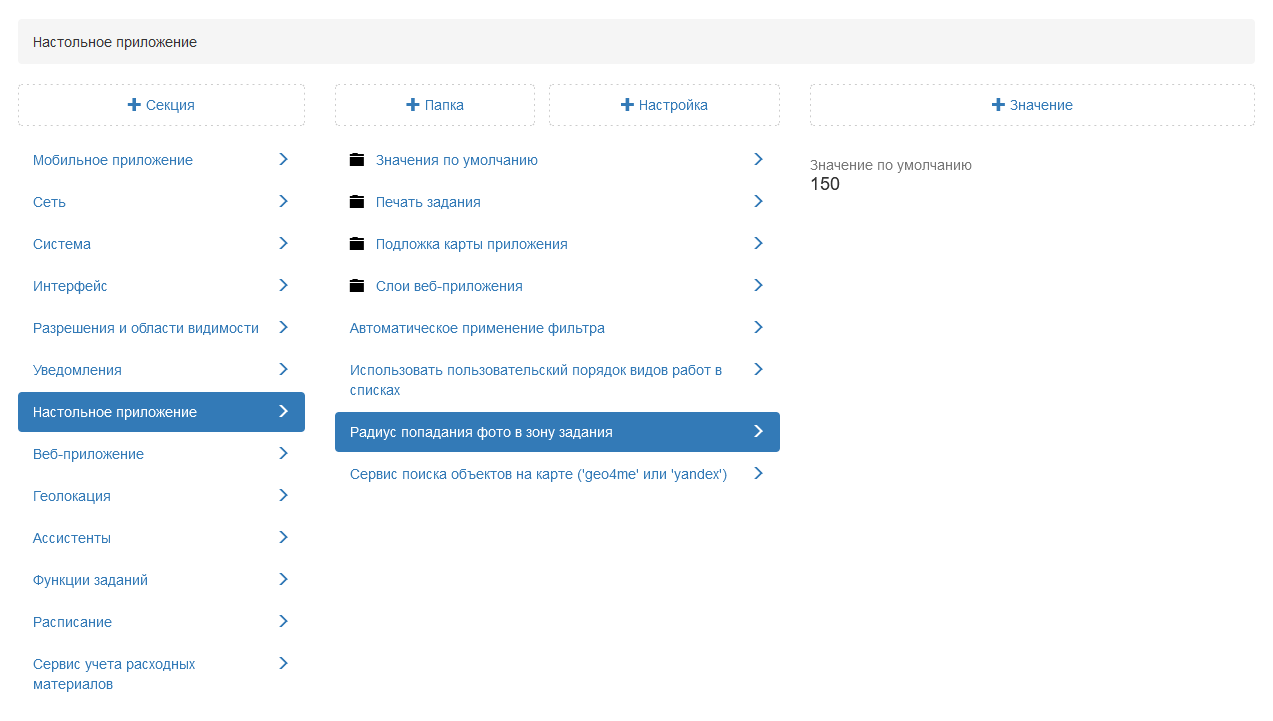 Настольное приложение
Секция
Папка
Настройка
Значение
Мобильное приложение
Сеть
Система
Интерфейс
Разрешения и области видимости
Уведомления
Настольное приложение
Веб-приложение
Геолокация
Ассистенты
Функции заданий
Расписание
Сервис учета расходных
материалов
Значения по умолчанию
Печать задания
Подложка карты приложения
Слои веб-приложения
Автоматическое применение фильтра
Использовать пользовательский порядок видов работ в
списках
Радиус попадания фото в зону задания
Сервис поиска объектов на карте ('geo4me' или 'yandex')
Значение по умолчанию
150